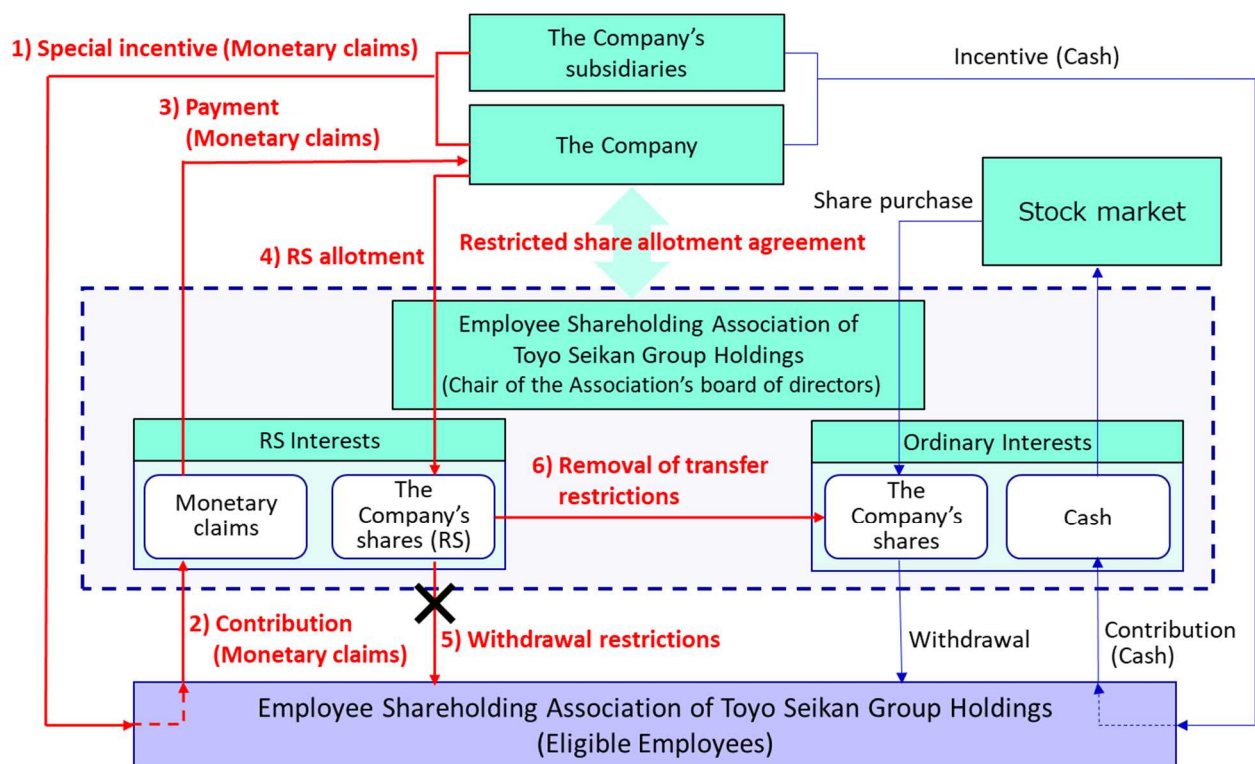 1) Special incentive (Monetary claims)
The Company's
subsidiaries
Incentive (Cash)
3) Payment
(Monetary claims)
The Company
Share purchase
Stock market
4) RS allotment
Restricted share allotment agreement
Employee Shareholding Association of
Toyo Seikan Group Holdings
(Chair of the Association's board of directors)
RS Interests
Monetary
claims
The
Company's
shares (RS)
6) Removal of transfer
restrictions
Ordinary Interests
The
Company's
shares
Cash
2) Contribution
(Monetary claims)
5) Withdrawal restrictions
Withdrawal
Contribution
(Cash)
Employee Shareholding Association of Toyo Seikan Group Holdings
(Eligible Employees)